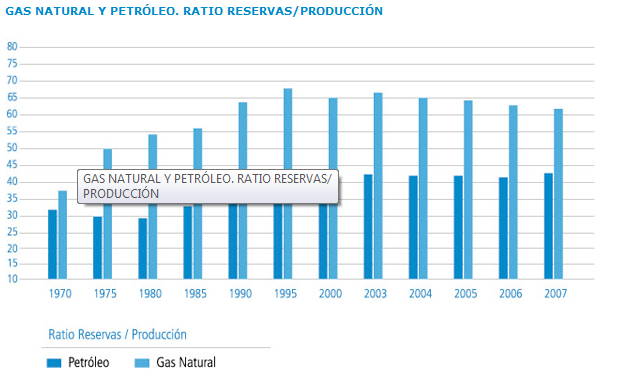 GAS NATURAL Y PETRÓLEO. RATIO RESERVAS/PRODUCCIÓN
80
70
65
60
55
50
45
40
35
30
25
20
15
10
GAS NATURAL Y PETRÓLEO. RATIO RESERVAS/
PRODUCCIÓN
1970 1975 1980 1985 1990 1995 2000 2003 2004 2005 2006 2007
Ratio Reservas / Producción
Petróleo Gas Natural